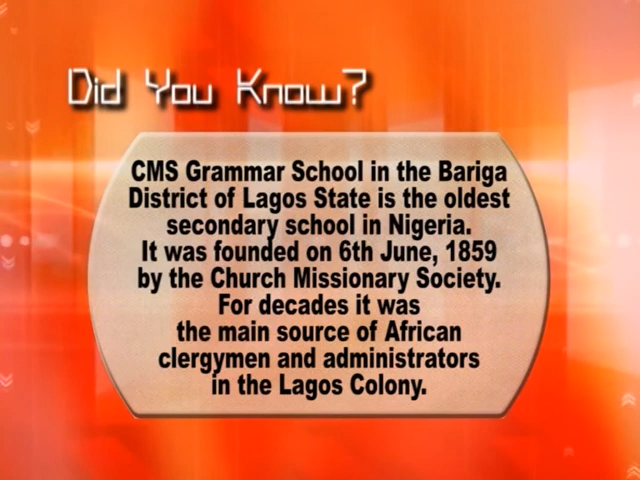 Did You Know?
CMS Grammar School in the Bariga
District of Lagos State is the oldest
secondary school in Nigeria.
It was founded on 6th June, 1859
by the Church Missionary Society.
For decades it was
the main source of African
clergymen and administrators
in the Lagos Colony.